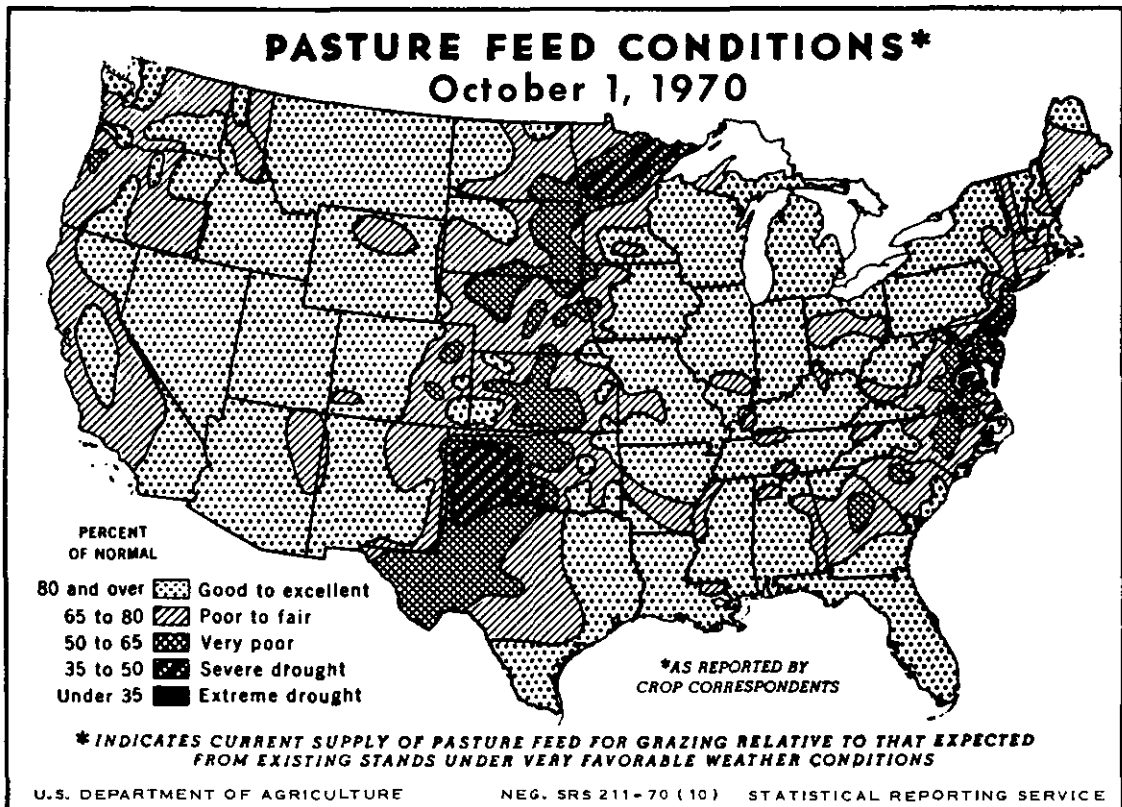 PASTURE FEED CONDITIONS*
October 1, 1970
PERCENT
OF NORMAL
80 and over Good to excellent
65 to 80 Poor to fair
50 to 65 Very poor
35 to 50 Severe drought
Under 35 Extreme drought
*AS REPORTED BY
CROP CORRESPONDENTS
* INDICATES CURRENT SUPPLY OF PASTURE FEED FOR GRAZING RELATIVE TO THAT EXPECTED
FROM EXISTING STANDS UNDER VERY FAVORABLE WEATHER CONDITIONS
U.S. DEPARTMENT OF AGRICULTURE NEG. SRS 211-70 (10) STATISTICAL REPORTING SERVICE